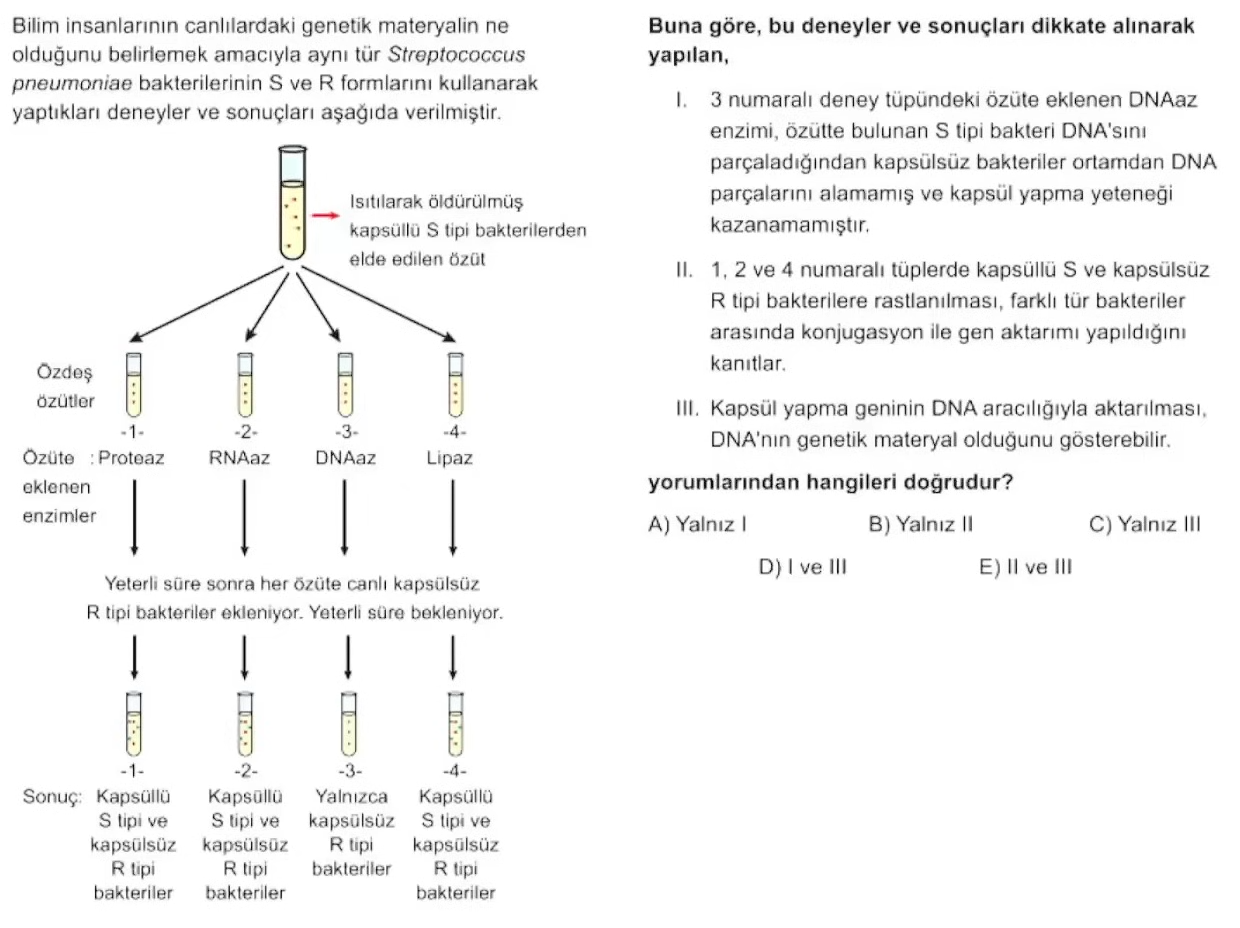 Bilim insanlarının canlılardaki genetik materyalin ne
olduğunu belirlemek amacıyla aynı tür Streptococcus
pneumoniae bakterilerinin S ve R formlarını kullanarak
yaptıkları deneyler ve sonuçları aşağıda verilmiştir.
Isıtılarak öldürülmüş
kapsüllü S tipi bakterilerden
elde edilen özüt
Özdeş
özütler
-1- -2- -3- -4-
Özüte : Proteaz RNAaz DNAaz Lipaz
eklenen
enzimler
Yeterli süre sonra her özüte canlı kapsülsüz
R tipi bakteriler ekleniyor. Yeterli süre bekleniyor.
-1- -2- -3- -4-
Sonuç: Kapsüllü Kapsüllü Yalnızca Kapsüllü
S tipi ve S tipi ve kapsülsüz S tipi ve
kapsülsüz kapsülsüz R tipi kapsülsüz
R tipi R tipi bakteriler R tipi
bakteriler bakteriler bakteriler
Buna göre, bu deneyler ve sonuçları dikkate alınarak
yapılan,
I. 3 numaralı deney tüpündeki özüte eklenen DNAaz
enzimi, özütte bulunan S tipi bakteri DNA'sını
parçaladığından kapsülsüz bakteriler ortamdan DNA
parçalarını alamamış ve kapsül yapma yeteneği
kazanamamıştır.
II. 1, 2 ve 4 numaralı tüplerde kapsüllü S ve kapsülsüz
R tipi bakterilere rastlanılması, farklı tür bakteriler
arasında konjugasyon ile gen aktarımı yapıldığını
kanıtlar.
III. Kapsül yapma geninin DNA aracılığıyla aktarılması,
DNA'nın genetik materyal olduğunu gösterebilir.
yorumlarından hangileri doğrudur?
A) Yalnız I B) Yalnız II C) Yalnız III
D) I ve III E) II ve III